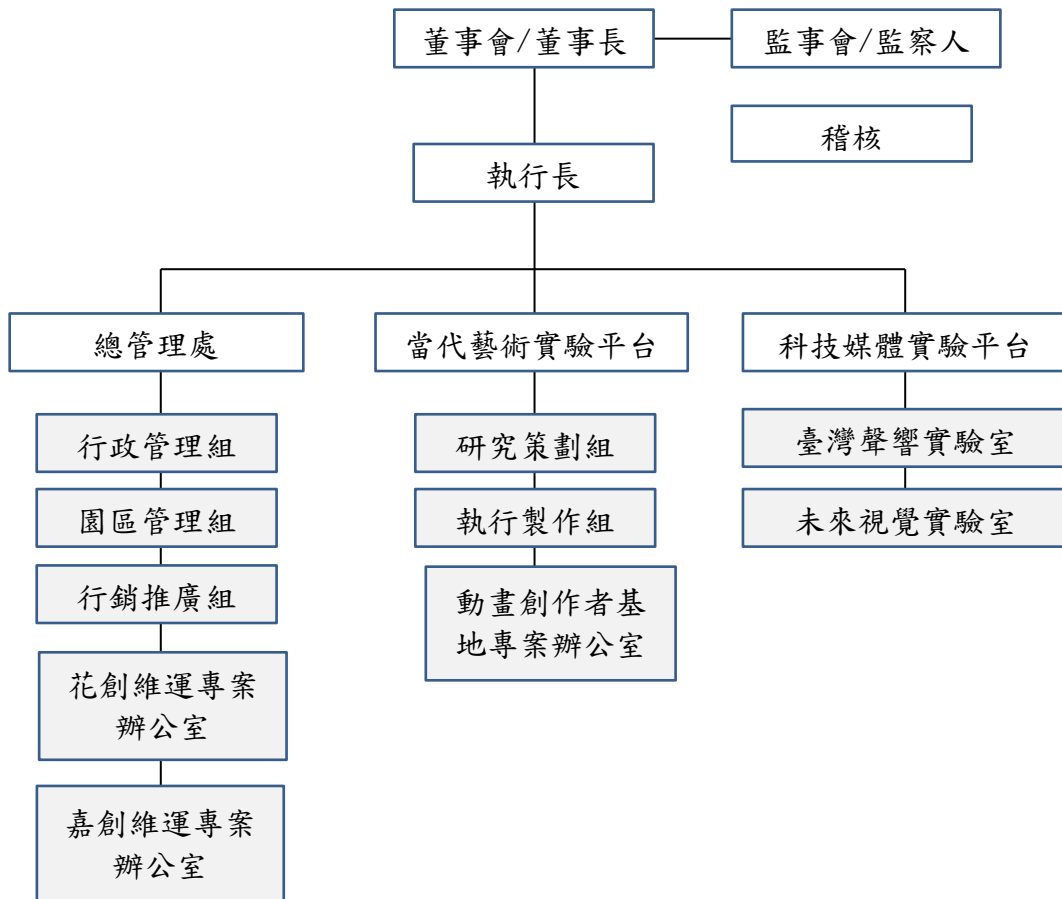 董事會/董事長
監事會/監察人
稽核
執行長
總管理處
當代藝術實驗平台
科技媒體實驗平台
行政管理組
研究策劃組
臺灣聲響實驗室
園區管理組
執行製作組
未來視覺實驗室
行銷推廣組
動畫創作者基
地專案辦公室
花創維運專案
辦公室
嘉創維運專案
辦公室